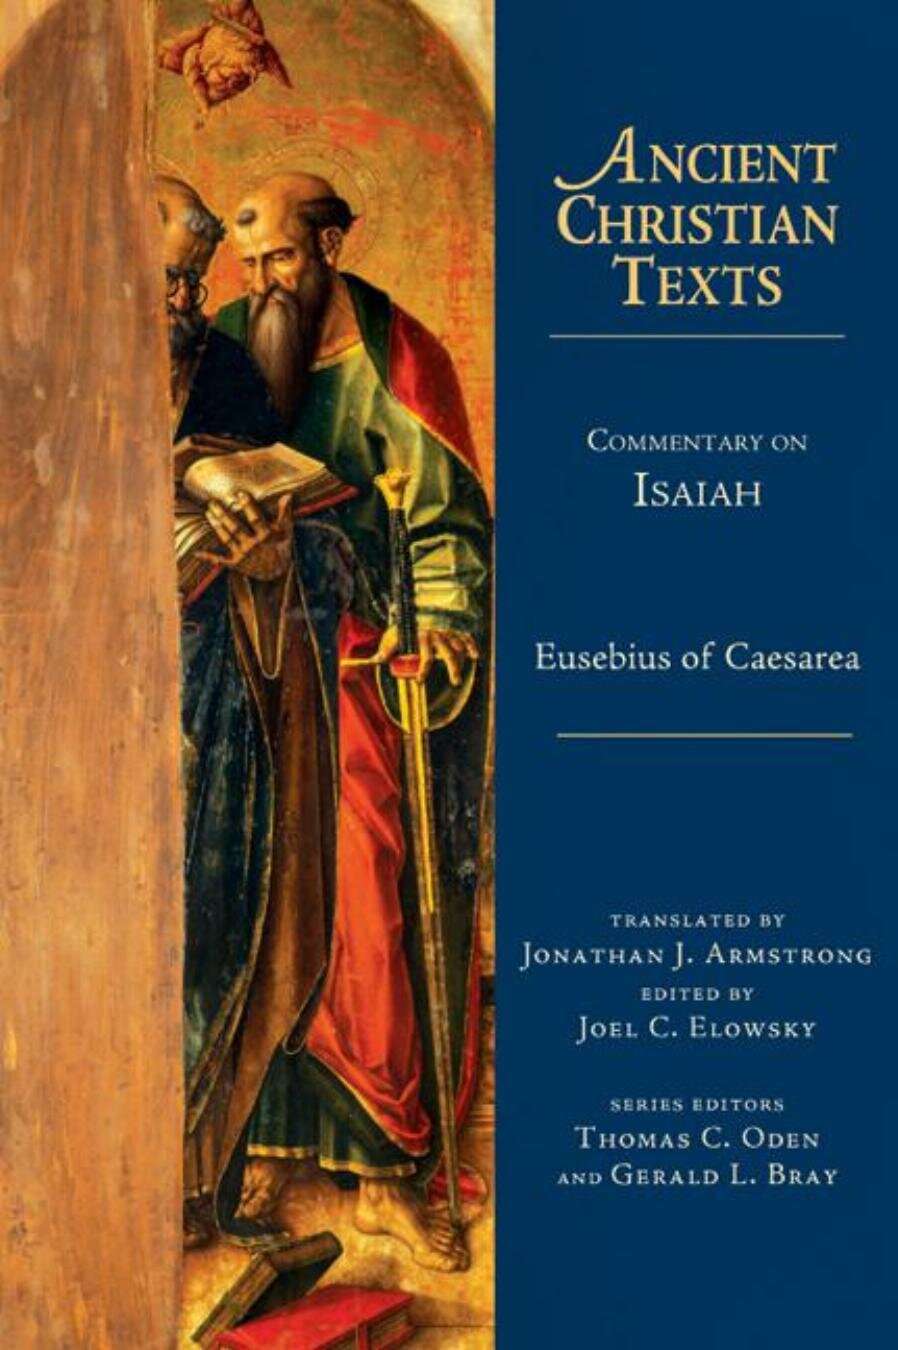 Ancient
Christian
Texts
Commentary on
Isaiah
Eusebius of Caesarea
translated by
Jonathan J. Armstrong
edited by
Joel C. Elowsky
series editors
Thomas C. Oden
and Gerald L. Bray